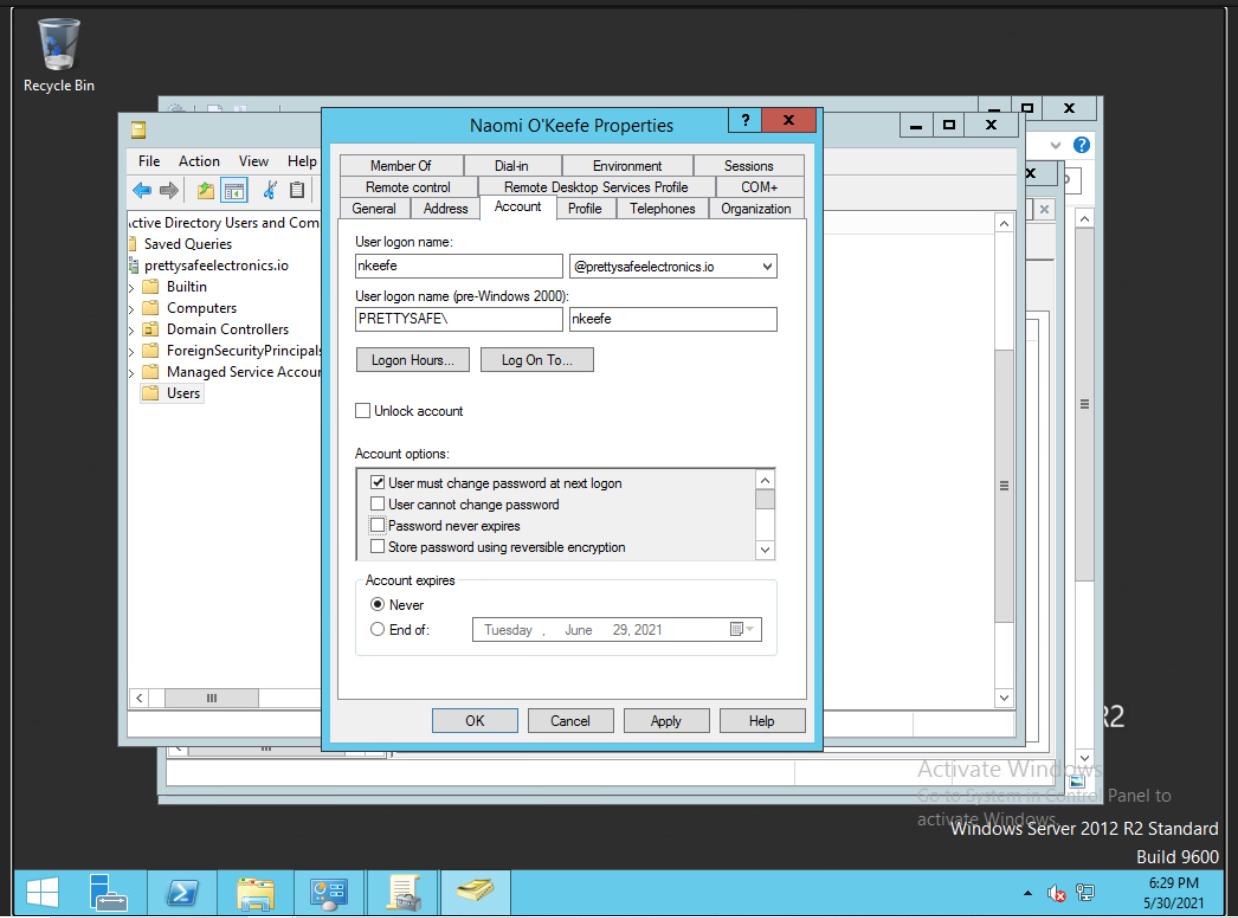 Recycle Bin
Naomi O'Keefe Properties
?
x
File Action View Help
Member Of Dial-in Environment Sessions
Remote control Remote Desktop Services Profile COM+
General Address Account Profile Telephones Organization
ctive Directory Users and Com
Saved Queries
prettysafeelectronics.io
Builtin
Computers
Domain Controllers
ForeignSecurityPrincipals
Managed Service Accour
Users
User logon name:
nkeefe
@prettysafeelectronics.io
User logon name (pre-Windows 2000):
PRETTYSAFE\
nkeefe
Logon Hours... Log On To...
Unlock account
Account options:
User must change password at next logon
User cannot change password
Password never expires
Store password using reversible encryption
Account expires
Never
End of: Tuesday , June 29, 2021
OK Cancel Apply Help
R2
Activate Windows
Go to System in Control Panel to
activate Windows.
Windows Server 2012 R2 Standard
Build 9600
6:29 PM
5/30/2021